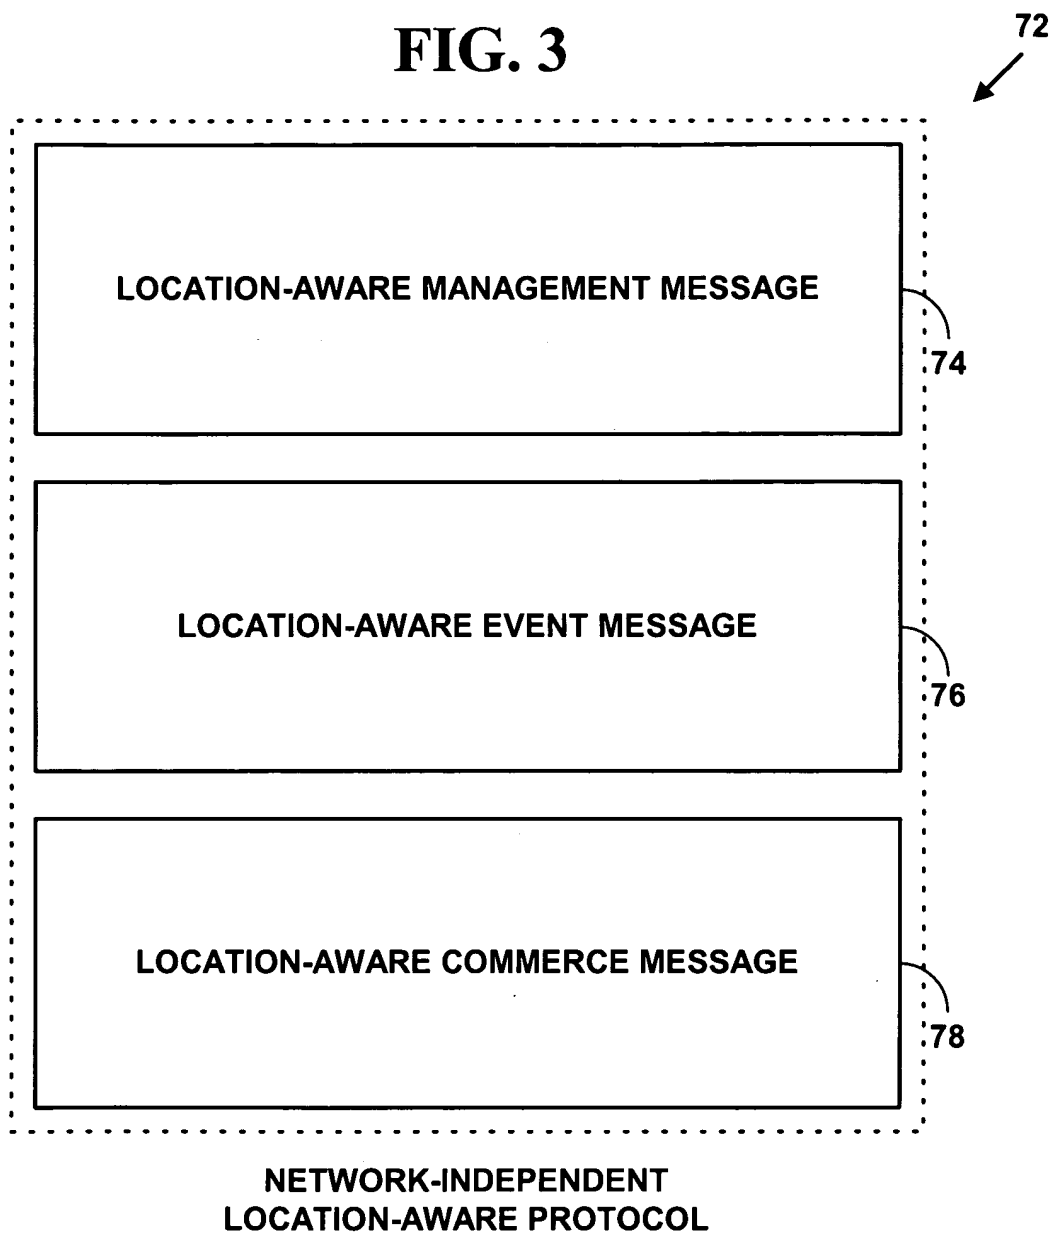 FIG. 3
72
LOCATION-AWARE MANAGEMENT MESSAGE
74
LOCATION-AWARE EVENT MESSAGE
76
LOCATION-AWARE COMMERCE MESSAGE
78
NETWORK-INDEPENDENT
LOCATION-AWARE PROTOCOL